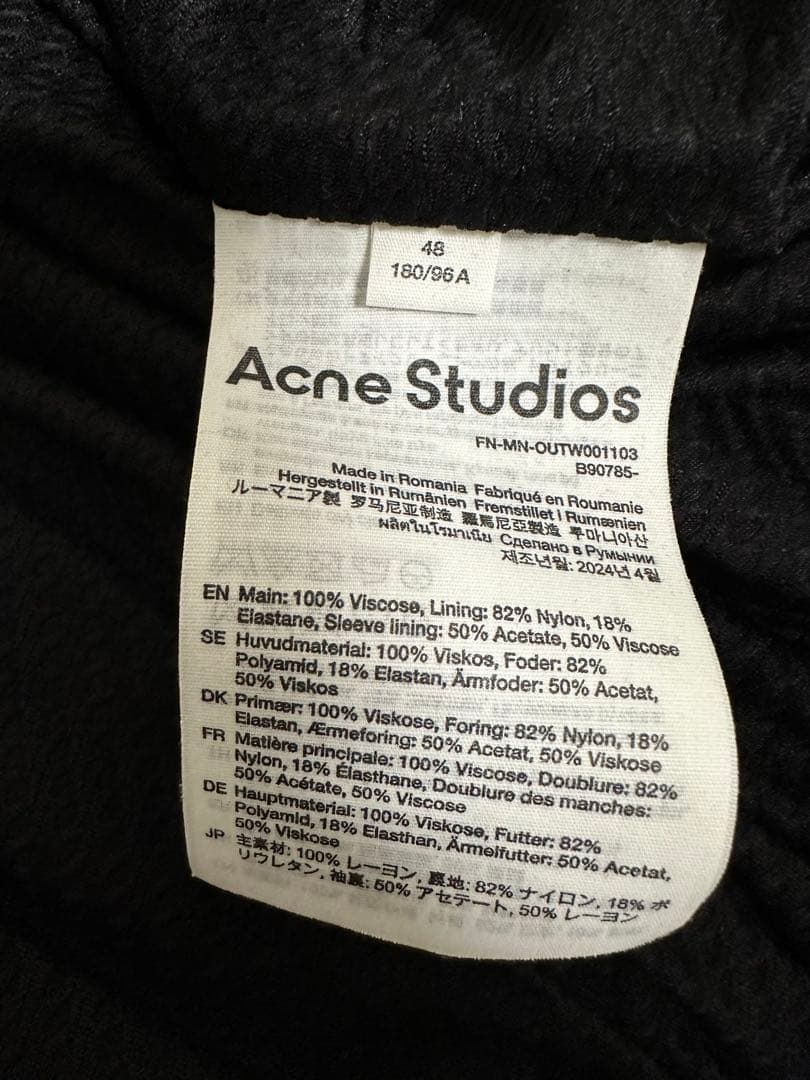 48
180/96A
Acne Studios
FN-MN-OUTW001103
B90785-
Made in Romania Fabriqué en Roumanie
Hergestellt in Rumänien Fremstillet i Rumænien
ルーマニア製 罗马尼亚制造 羅馬尼亞製造 루마니아산
ผลิตในโรมาเนีย Сделано в Румынии
제조년월: 2024년 4월
EN Main: 100% Viscose, Lining: 82% Nylon, 18%
Elastane, Sleeve lining: 50% Acetate, 50% Viscose
SE Huvudmaterial: 100% Viskos, Foder: 82%
Polyamid, 18% Elastan, Ärmfoder: 50% Acetat,
50% Viskos
DK Primær: 100% Viskose, Foring: 82% Nylon, 18%
Elastan, Ærmeforing: 50% Acetat, 50% Viskose
FR Matière principale: 100% Viscose, Doublure: 82%
Nylon, 18% Élasthane, Doublure des manches:
50% Acétate, 50% Viscose
DE Hauptmaterial: 100% Viskose, Futter: 82%
Polyamid, 18% Elasthan, Ärmelfutter: 50% Acetat,
50% Viskose
JP 主素材: 100% レーヨン, 裏地: 82% ナイロン, 18% ポ
リウレタン, 袖裏: 50% アセテート, 50% レーヨン